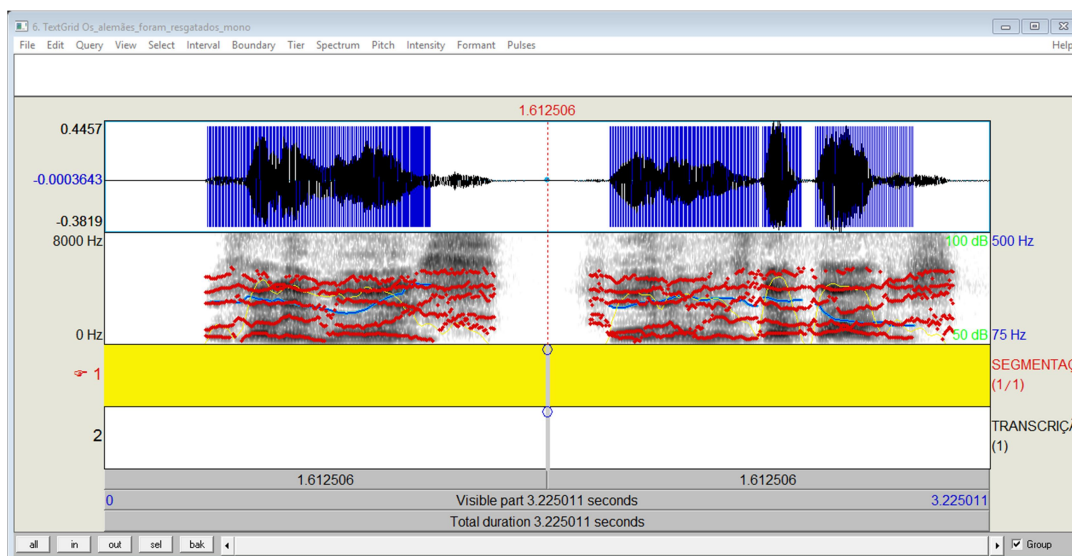 6. TextGrid Os_alemães_foram_resgatados_mono
File Edit Query View Select Interval Boundary Tier Spectrum Pitch Intensity Formant Pulses Help
1.612506
0.4457
-0.0003643
-0.3819
8000 Hz 100 dB 500 Hz
0 Hz 50 dB 75 Hz
1 SEGMENTAÇ
(1/1)
2 TRANSCRIÇÃ
(1)
1.612506 1.612506
0 Visible part 3.225011 seconds 3.225011
Total duration 3.225011 seconds
all in out sel bak Group